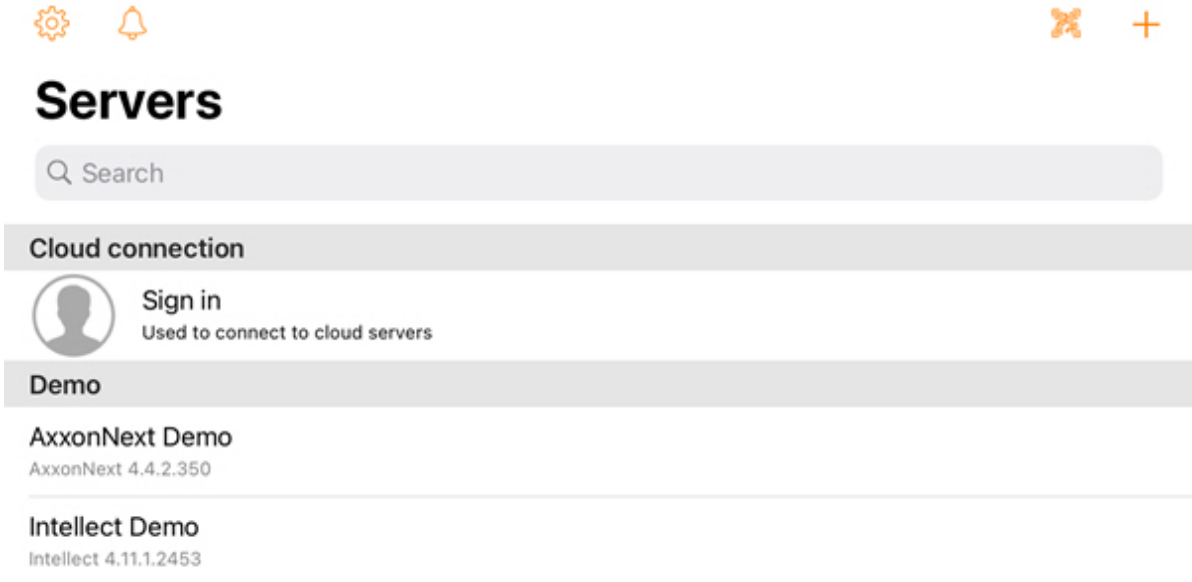 Servers
Search
Cloud connection
Sign in
Used to connect to cloud servers
Demo
AxxonNext Demo
AxxonNext 4.4.2.350
Intellect Demo
Intellect 4.11.1.2453